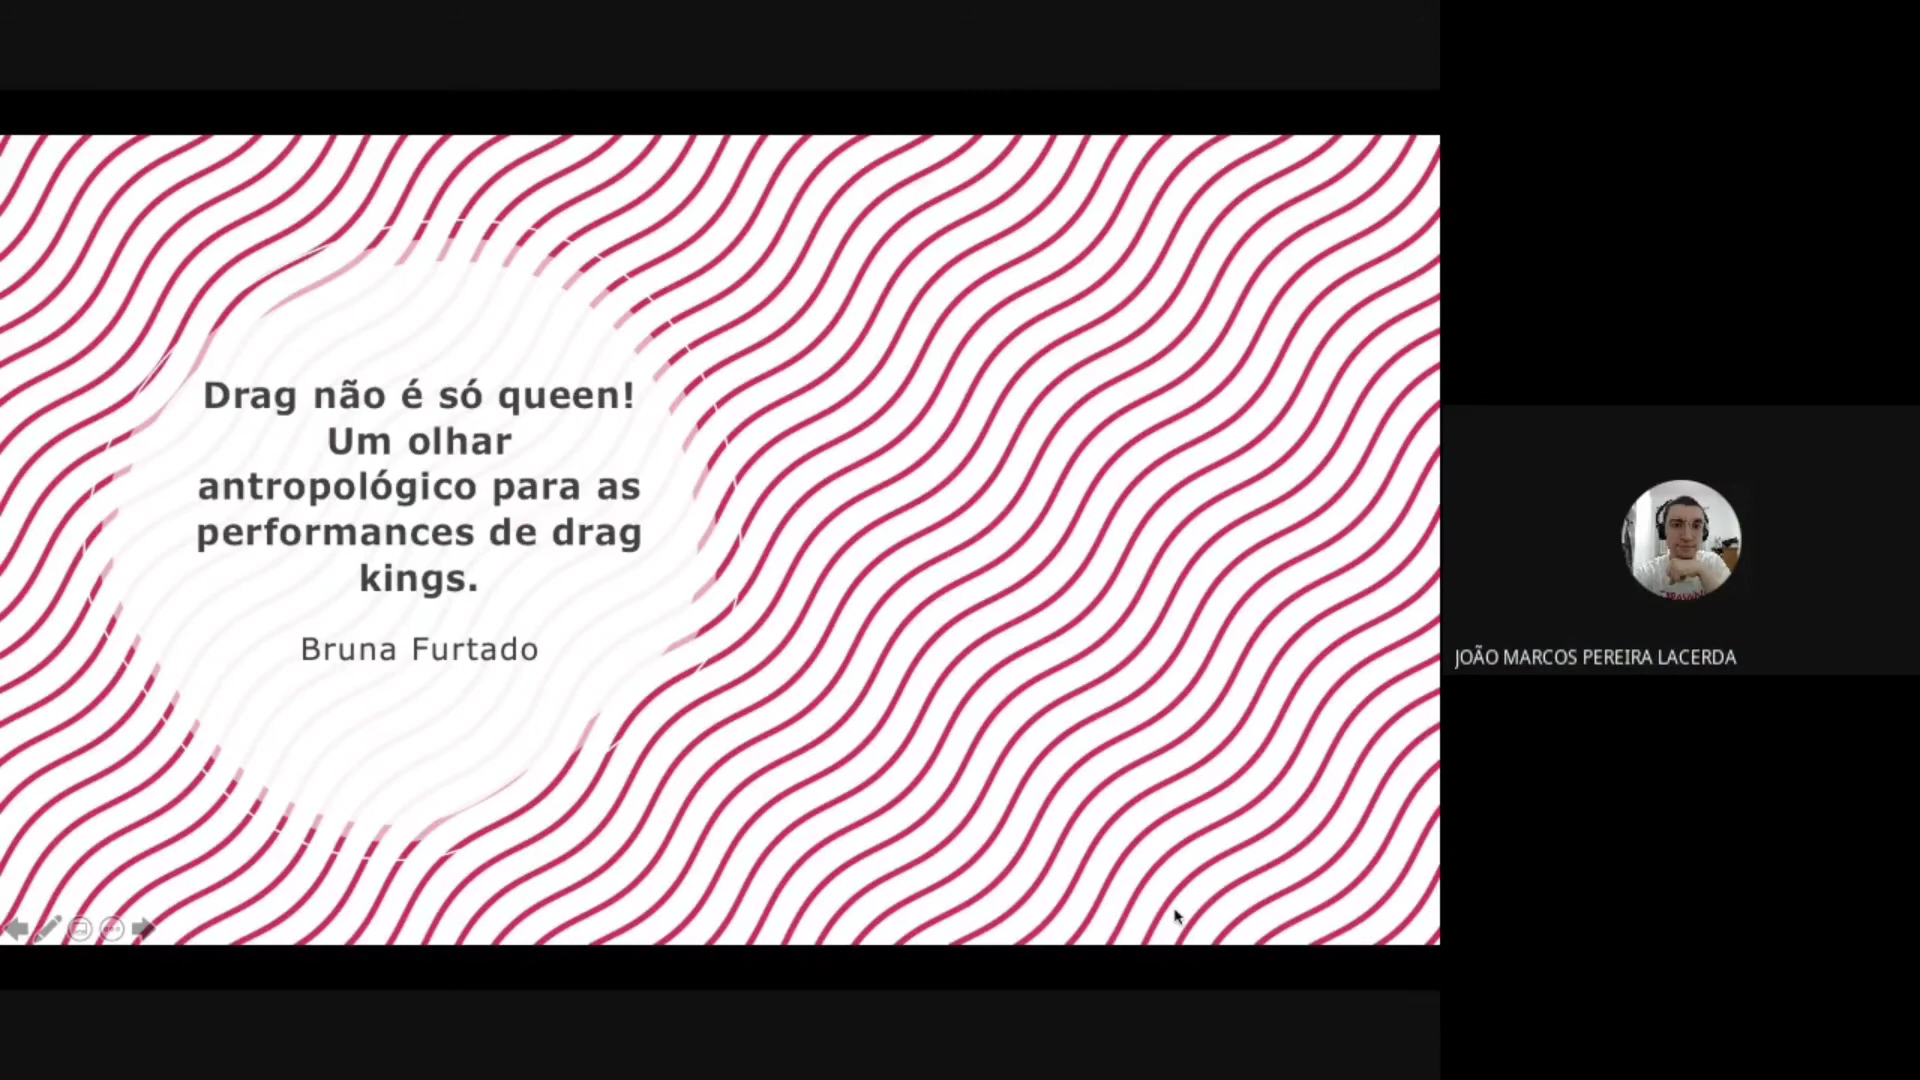 Drag não é só queen!
Um olhar
antropológico para as
performances de drag
kings.
Bruna Furtado
JOÃO MARCOS PEREIRA LACERDA